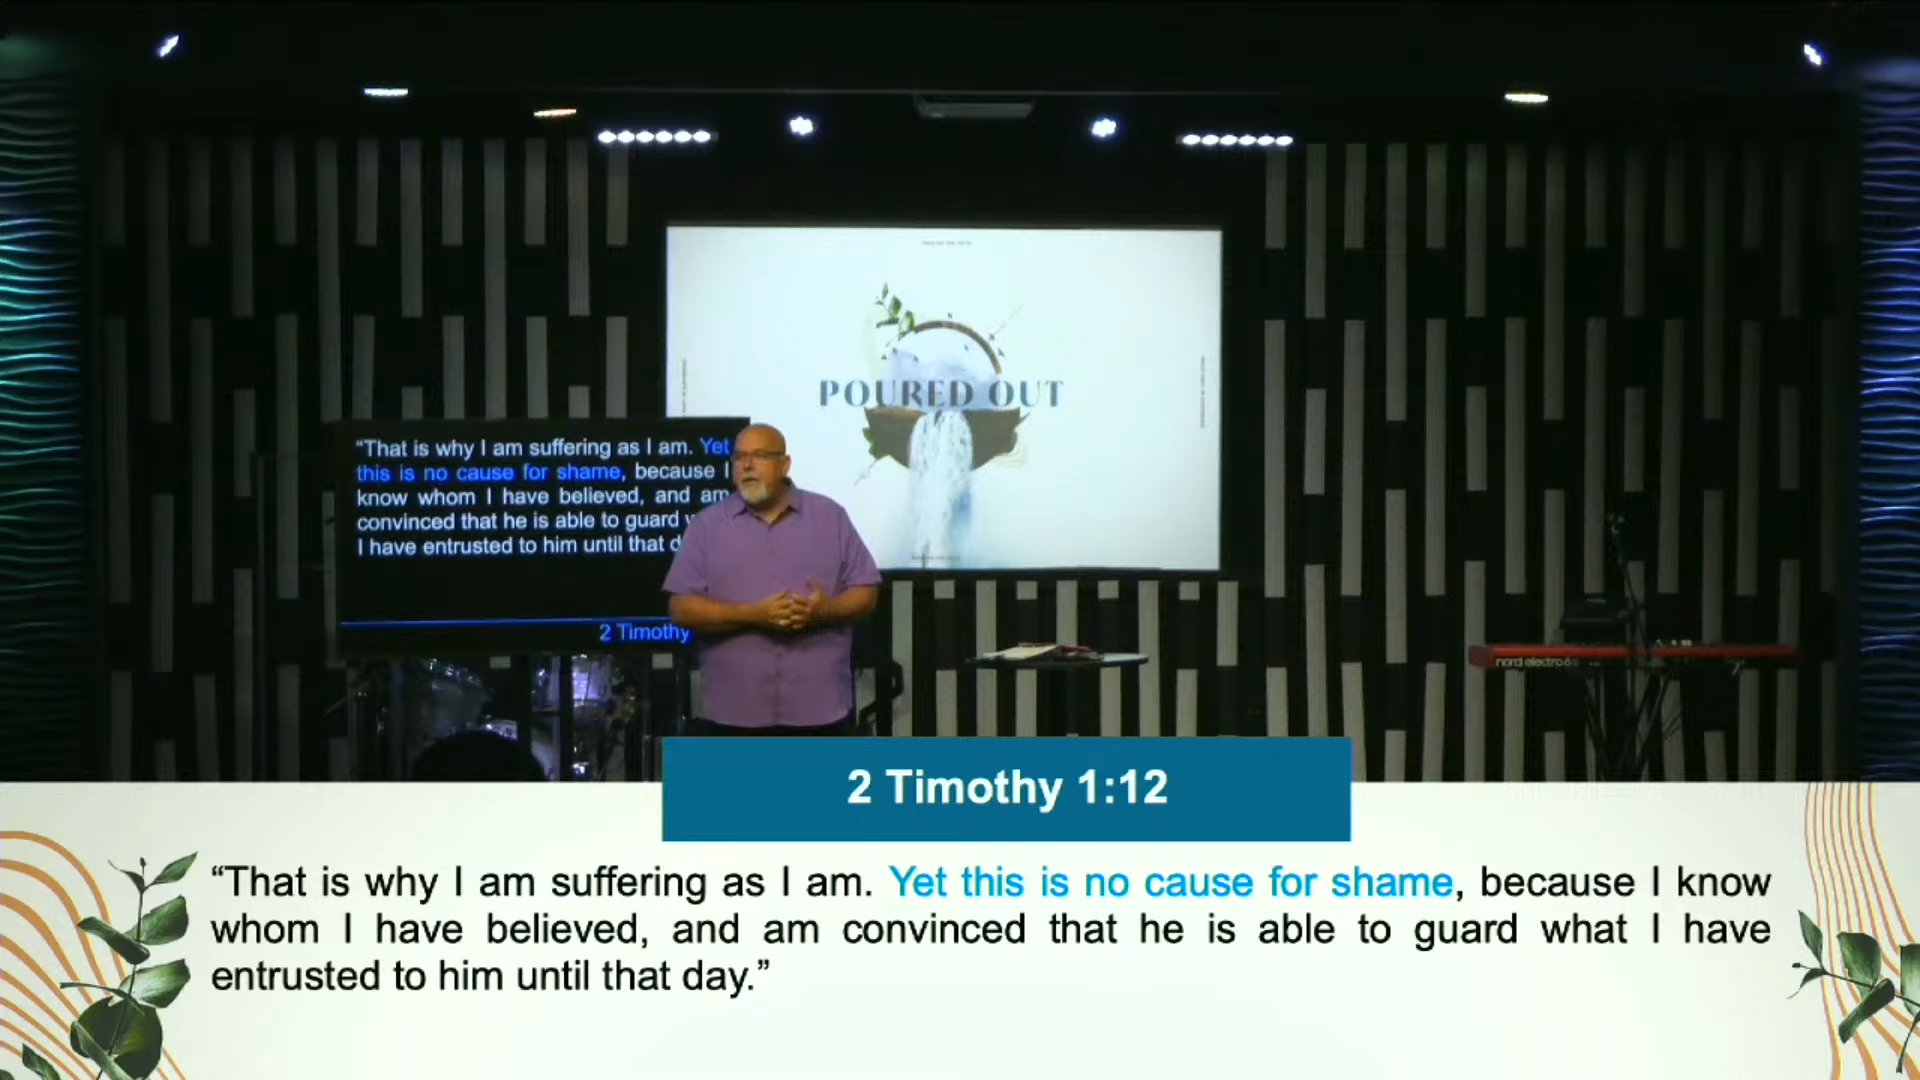 POURED OUT
“That is why I am suffering as I am. Yet
this is no cause for shame, because I
know whom I have believed, and am
convinced that he is able to guard
I have entrusted to him until that
2 Timothy
nord electro 6
2 Timothy 1:12
“That is why I am suffering as I am. Yet this is no cause for shame, because I know
whom I have believed, and am convinced that he is able to guard what I have
entrusted to him until that day.”